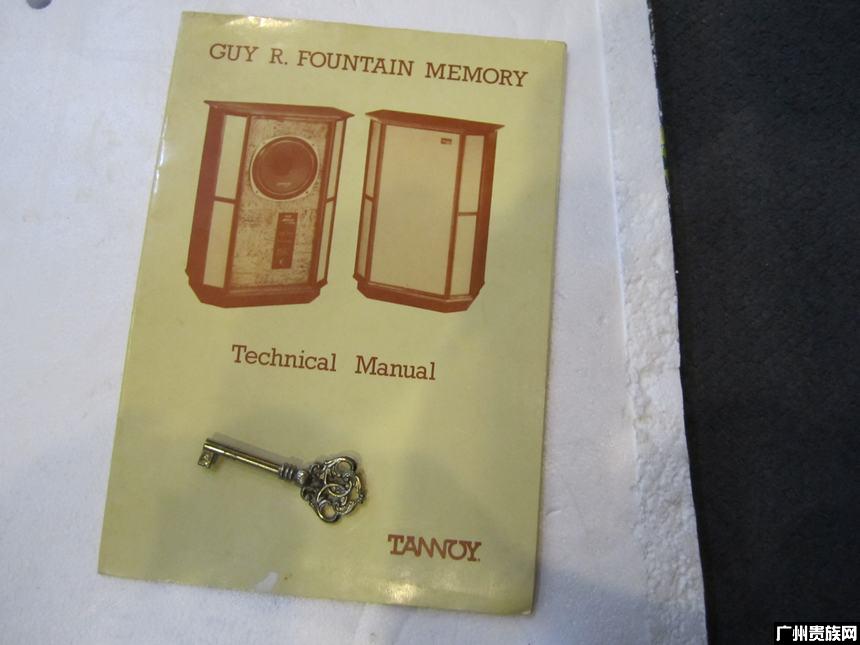 GUY R. FOUNTAIN MEMORY
Technical Manual
TANNOY
广州贵族网